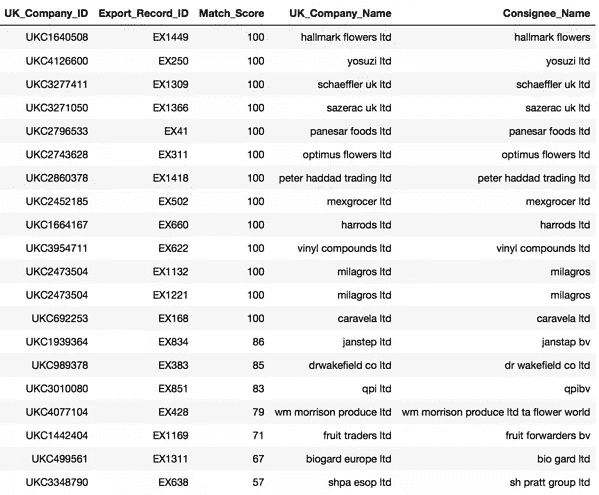 UK_Company_ID Export_Record_ID Match_Score UK_Company_Name Consignee_Name
UKC1640508 EX1449 100 hallmark flowers ltd hallmark flowers
UKC4126600 EX250 100 yosuzi ltd yosuzi ltd
UKC3277411 EX1309 100 schaeffler uk ltd schaeffler uk ltd
UKC3271050 EX1366 100 sazerac uk ltd sazerac uk ltd
UKC2796533 EX41 100 panesar foods ltd panesar foods ltd
UKC2743628 EX311 100 optimus flowers ltd optimus flowers ltd
UKC2860378 EX1418 100 peter haddad trading ltd peter haddad trading ltd
UKC2452185 EX502 100 mexgrocer ltd mexgrocer ltd
UKC1664167 EX660 100 harrods ltd harrods ltd
UKC3954711 EX622 100 vinyl compounds ltd vinyl compounds ltd
UKC2473504 EX1132 100 milagros ltd milagros
UKC2473504 EX1221 100 milagros ltd milagros
UKC692253 EX168 100 caravela ltd caravela ltd
UKC1939364 EX834 86 janstep ltd janstap bv
UKC989378 EX383 85 drwakefield co ltd dr wakefield co ltd
UKC3010080 EX851 83 qpi ltd qpibv
UKC4077104 EX428 79 wm morrison produce ltd wm morrison produce ltd ta flower world
UKC1442404 EX1169 71 fruit traders ltd fruit forwarders bv
UKC499561 EX1311 67 biogard europe ltd bio gard ltd
UKC3348790 EX638 57 shpa esop ltd sh pratt group ltd